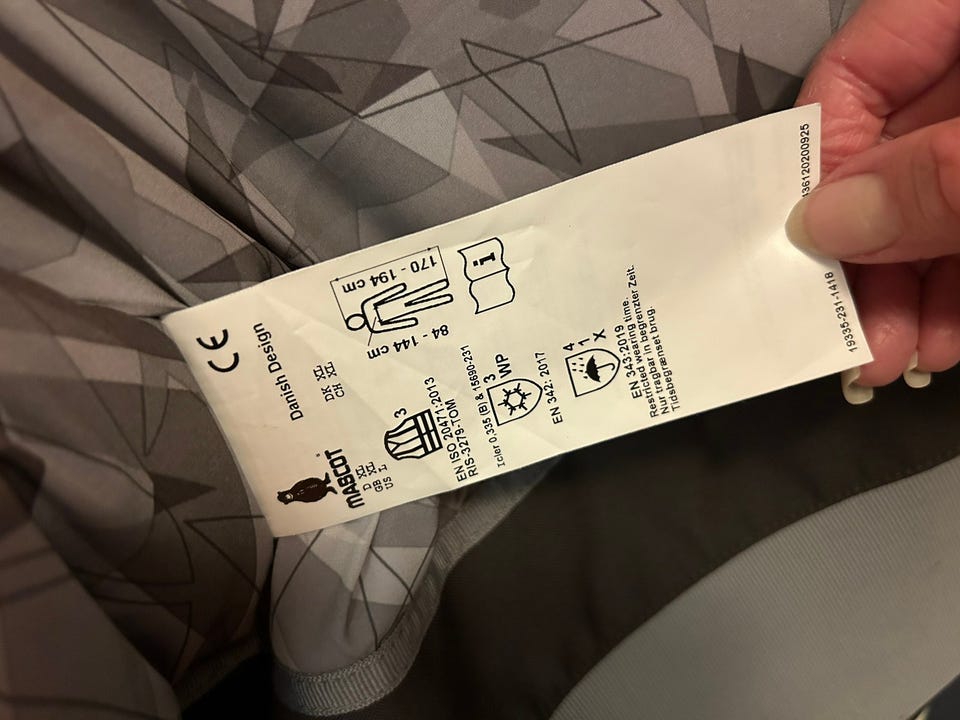 CE
MASCOT®
Danish Design
D XL
GB XL
US L
DK XL
CH XL
170 - 194 cm
84 - 144 cm
3
EN ISO 20471:2013
RIS-3279-TOM
i
I cler 0.335 (B) & 15690-231
3
WP
EN 342: 2017
4
1
X
EN 343:2019
Restricted wearing time.
Nur tragbar in begrenzter Zeit.
Tidsbegrænset brug.
19335-231-1418
36120200925